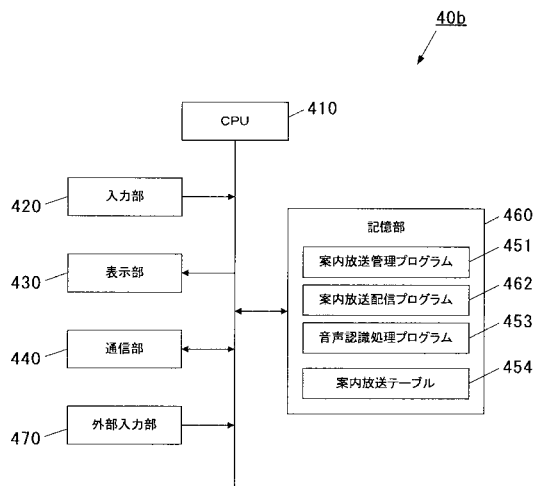 40b
CPU
410
入力部
420
表示部
430
通信部
440
外部入力部
470
記憶部
460
案内放送管理プログラム
451
案内放送配信プログラム
462
音声認識処理プログラム
453
案内放送テーブル
454